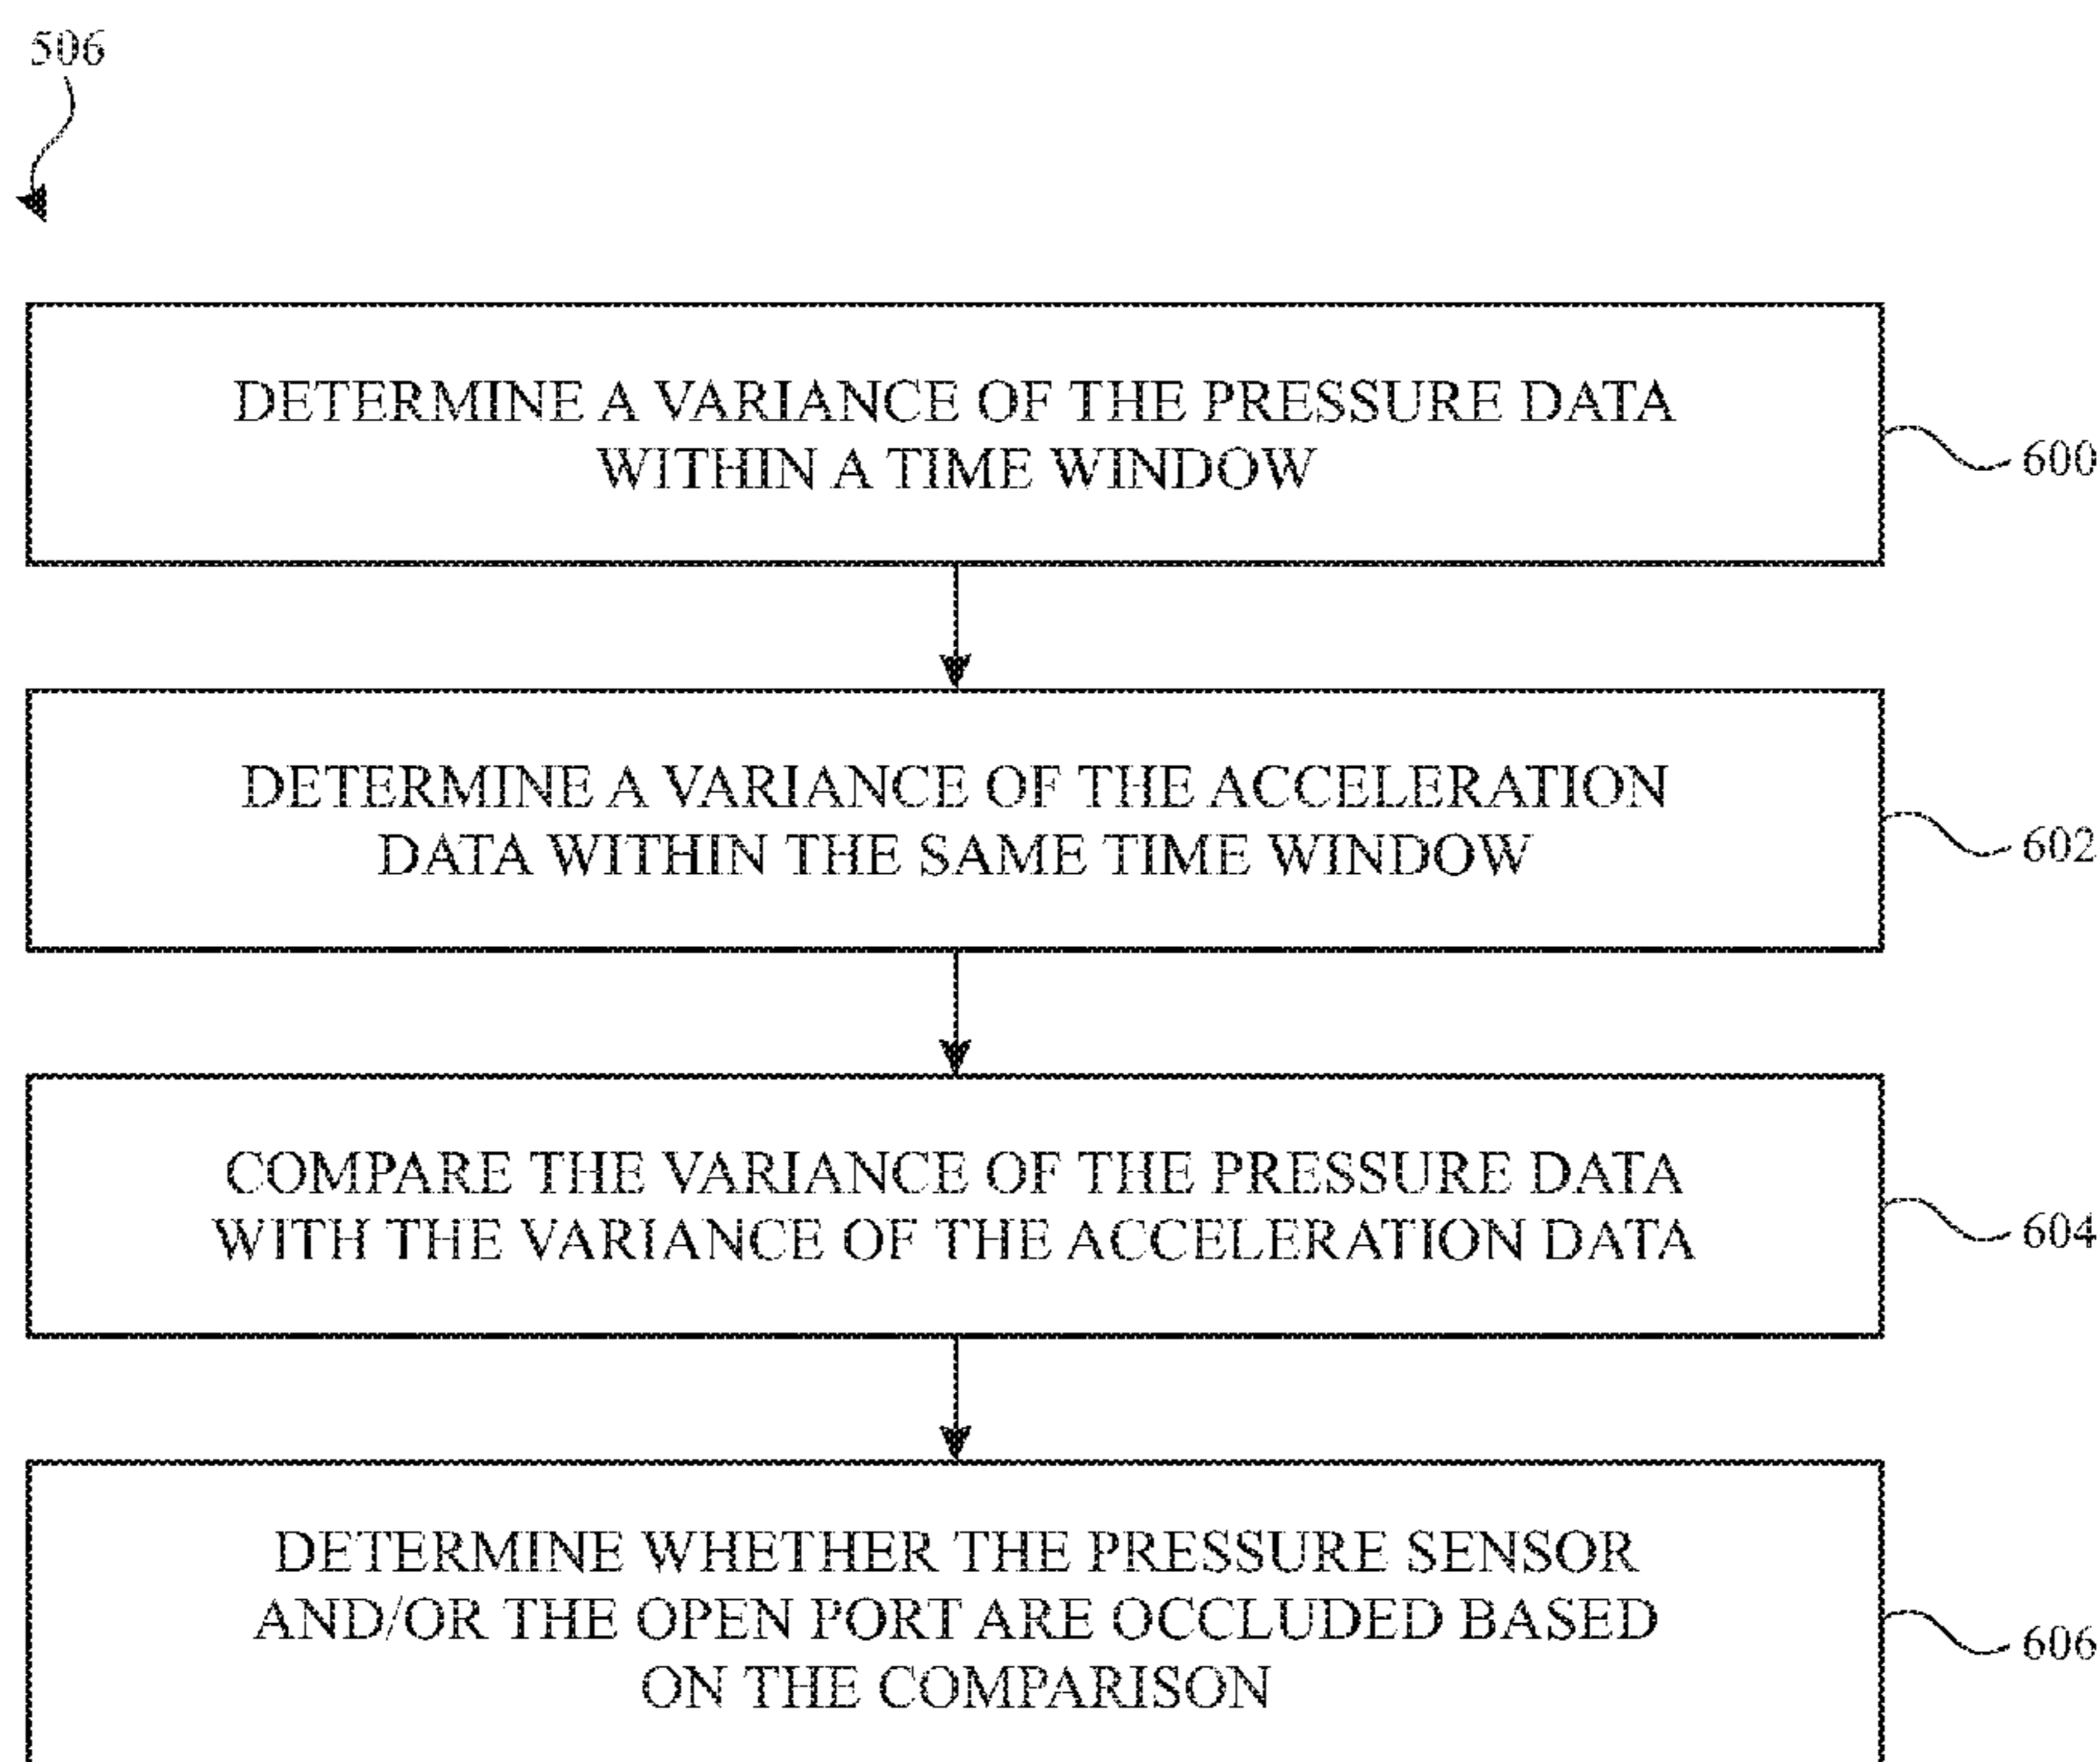 506
DETERMINE A VARIANCE OF THE PRESSURE DATA
WITHIN A TIME WINDOW
600
DETERMINE A VARIANCE OF THE ACCELERATION
DATA WITHIN THE SAME TIME WINDOW
602
COMPARE THE VARIANCE OF THE PRESSURE DATA
WITH THE VARIANCE OF THE ACCELERATION DATA
604
DETERMINE WHETHER THE PRESSURE SENSOR
AND/OR THE OPEN PORT ARE OCCLUDED BASED
ON THE COMPARISON
606